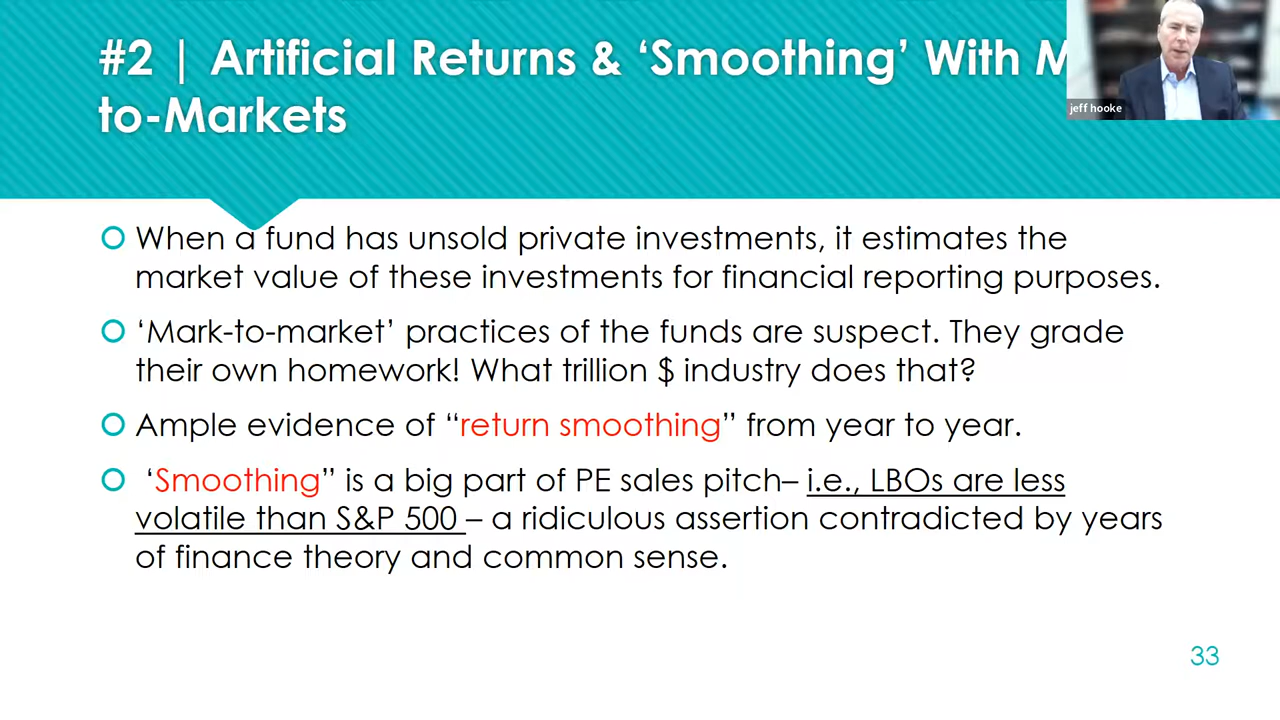 #2 | Artificial Returns & ‘Smoothing’ With
to-Markets
jeff hooke
When a fund has unsold private investments, it estimates the
market value of these investments for financial reporting purposes.
‘Mark-to-market’ practices of the funds are suspect. They grade
their own homework! What trillion $ industry does that?
Ample evidence of “return smoothing” from year to year.
‘Smoothing” is a big part of PE sales pitch– i.e., LBOs are less
volatile than S&P 500 – a ridiculous assertion contradicted by years
of finance theory and common sense.
33